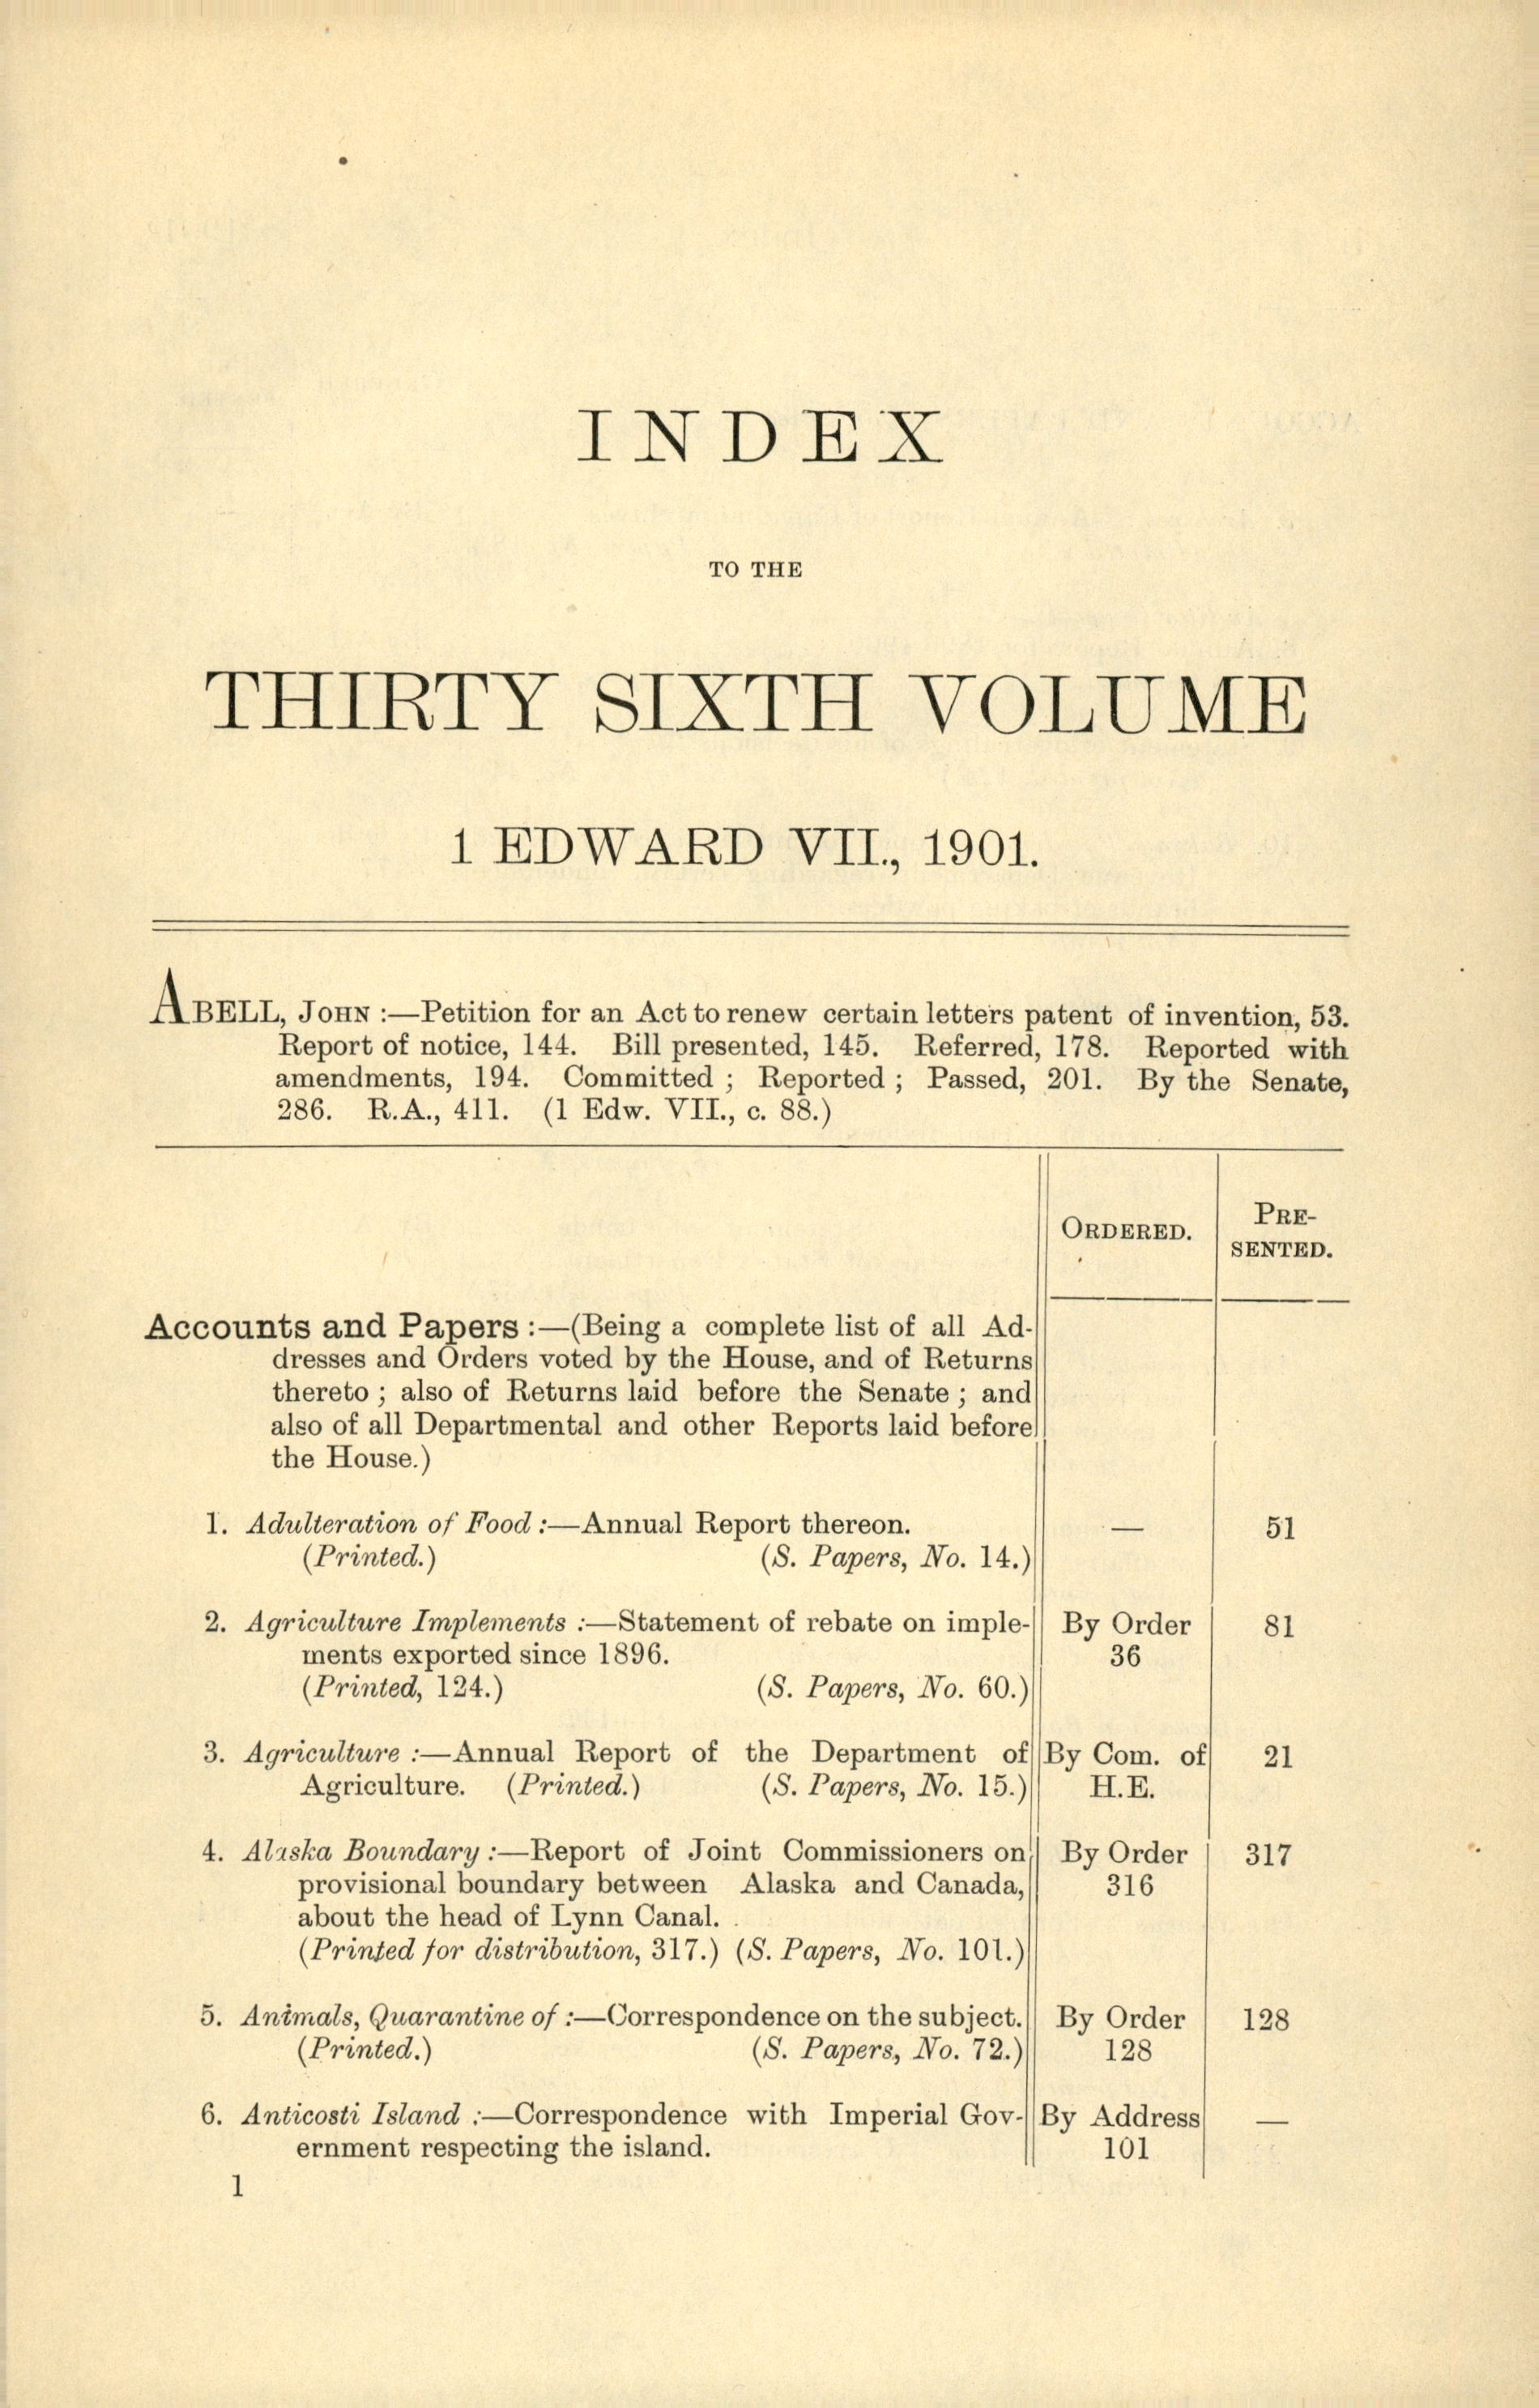 INDEX
TO THE
THIRTY SIXTH VOLUME
1 EDWARD VII., 1901.
ABELL, JOHN :—Petition for an Act to renew certain letters patent of invention, 53.
Report of notice, 144. Bill presented, 145. Referred, 178. Reported with
amendments, 194. Committed ; Reported ; Passed, 201. By the Senate,
286. R.A., 411. (1 Edw. VII., c. 88.)
ORDERED. PRE-
SENTED.
Accounts and Papers :—(Being a complete list of all Ad-
dresses and Orders voted by the House, and of Returns
thereto ; also of Returns laid before the Senate ; and
also of all Departmental and other Reports laid before
the House.)
1. Adulteration of Food :—Annual Report thereon. — 51
(Printed.) (S. Papers, No. 14.)
2. Agriculture Implements :—Statement of rebate on imple- By Order 81
ments exported since 1896. 36
(Printed, 124.) (S. Papers, No. 60.)
3. Agriculture :—Annual Report of the Department of By Com. of 21
Agriculture. (Printed.) (S. Papers, No. 15.) H.E.
4. Alaska Boundary :—Report of Joint Commissioners on By Order 317
provisional boundary between Alaska and Canada, 316
about the head of Lynn Canal.
(Printed for distribution, 317.) (S. Papers, No. 101.)
5. Animals, Quarantine of :—Correspondence on the subject. By Order 128
(Printed.) (S. Papers, No. 72.) 128
6. Anticosti Island :—Correspondence with Imperial Gov- By Address —
ernment respecting the island. 101
1